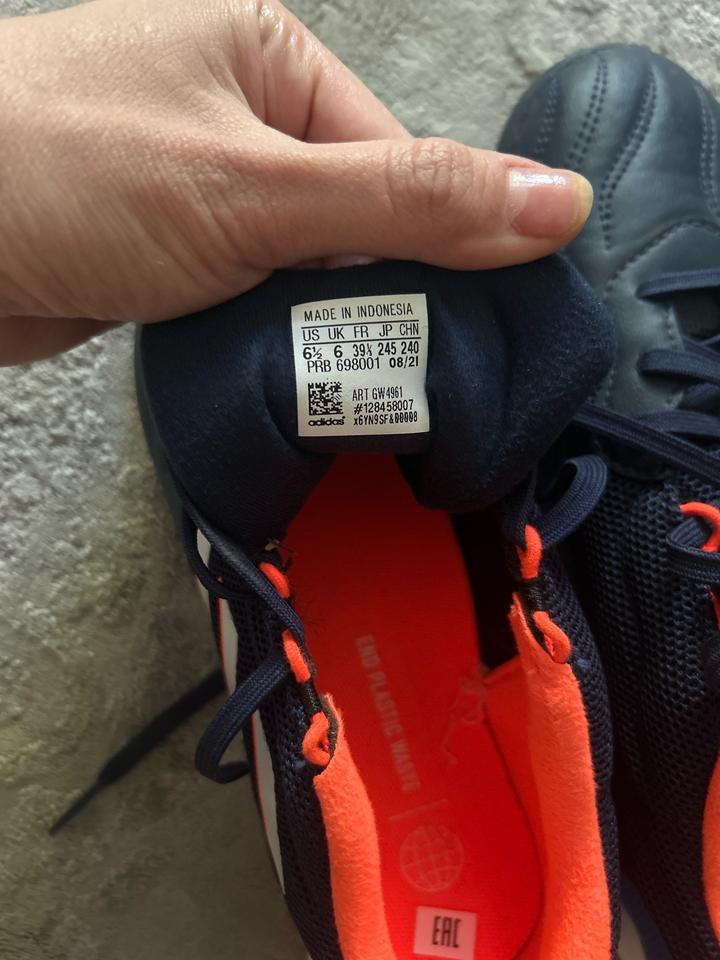 MADE IN INDONESIA
US UK FR JP CHN
6½ 6 39⅓ 245 240
PRB 698001 08/21
ART GW4961
#128458007
adidas
END PLASTIC WASTE
EAC